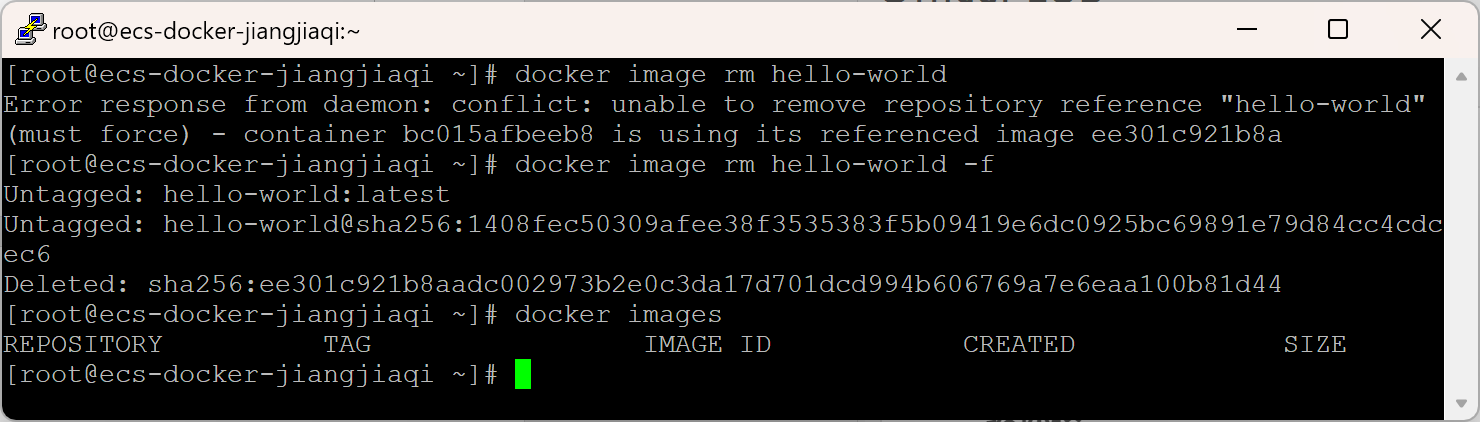 root@ecs-docker-jiangjiaqi:~
[root@ecs-docker-jiangjiaqi ~]# docker image rm hello-world
Error response from daemon: conflict: unable to remove repository reference "hello-world"
(must force) - container bc015afbeeb8 is using its referenced image ee301c921b8a
[root@ecs-docker-jiangjiaqi ~]# docker image rm hello-world -f
Untagged: hello-world:latest
Untagged: hello-world@sha256:1408fec50309afee38f3535383f5b09419e6dc0925bc69891e79d84cc4cdc
ec6
Deleted: sha256:ee301c921b8aadc002973b2e0c3da17d701dcd994b606769a7e6eaa100b81d44
[root@ecs-docker-jiangjiaqi ~]# docker images
REPOSITORY TAG IMAGE ID CREATED SIZE
[root@ecs-docker-jiangjiaqi ~]#